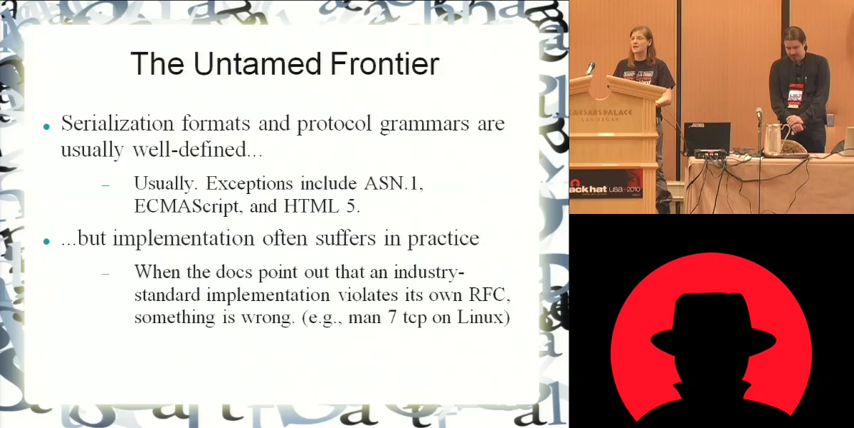 The Untamed Frontier
• Serialization formats and protocol grammars are
usually well-defined...
– Usually. Exceptions include ASN.1,
ECMAScript, and HTML 5.
• ...but implementation often suffers in practice
– When the docs point out that an industry-
standard implementation violates its own RFC,
something is wrong. (e.g., man 7 tcp on Linux)
CAESARS PALACE
LAS VEGAS
black hat USA · 2010